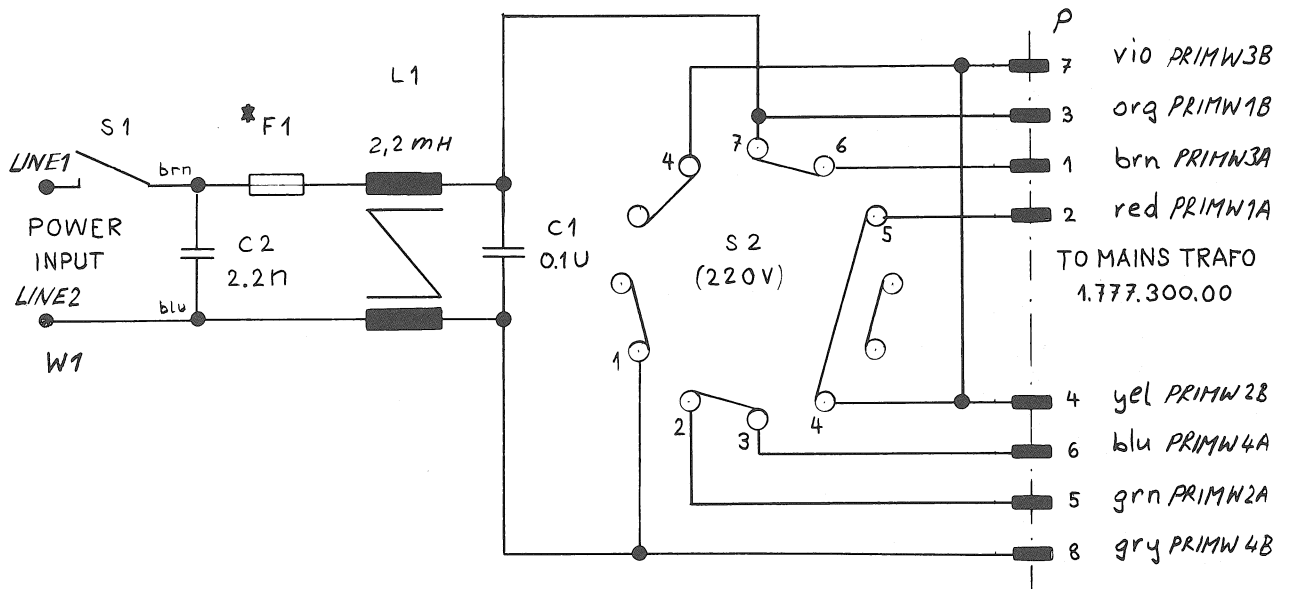 P
7 vio PRIMW3B
L1
3 org PRIMW1B
F1
S1
2,2mH
7
6
4
1 brn PRIMW3A
LINE1
brn
2 red PRIMW1A
5
POWER
INPUT
C2
2.2n
C1
0.1U
S2
(220V)
TO MAINS TRAFO
1.777.300.00
LINE2
blu
W1
1
4 yel PRIMW2B
2
3
4
6 blu PRIMW4A
5 grn PRIMW2A
8 gry PRIMW4B